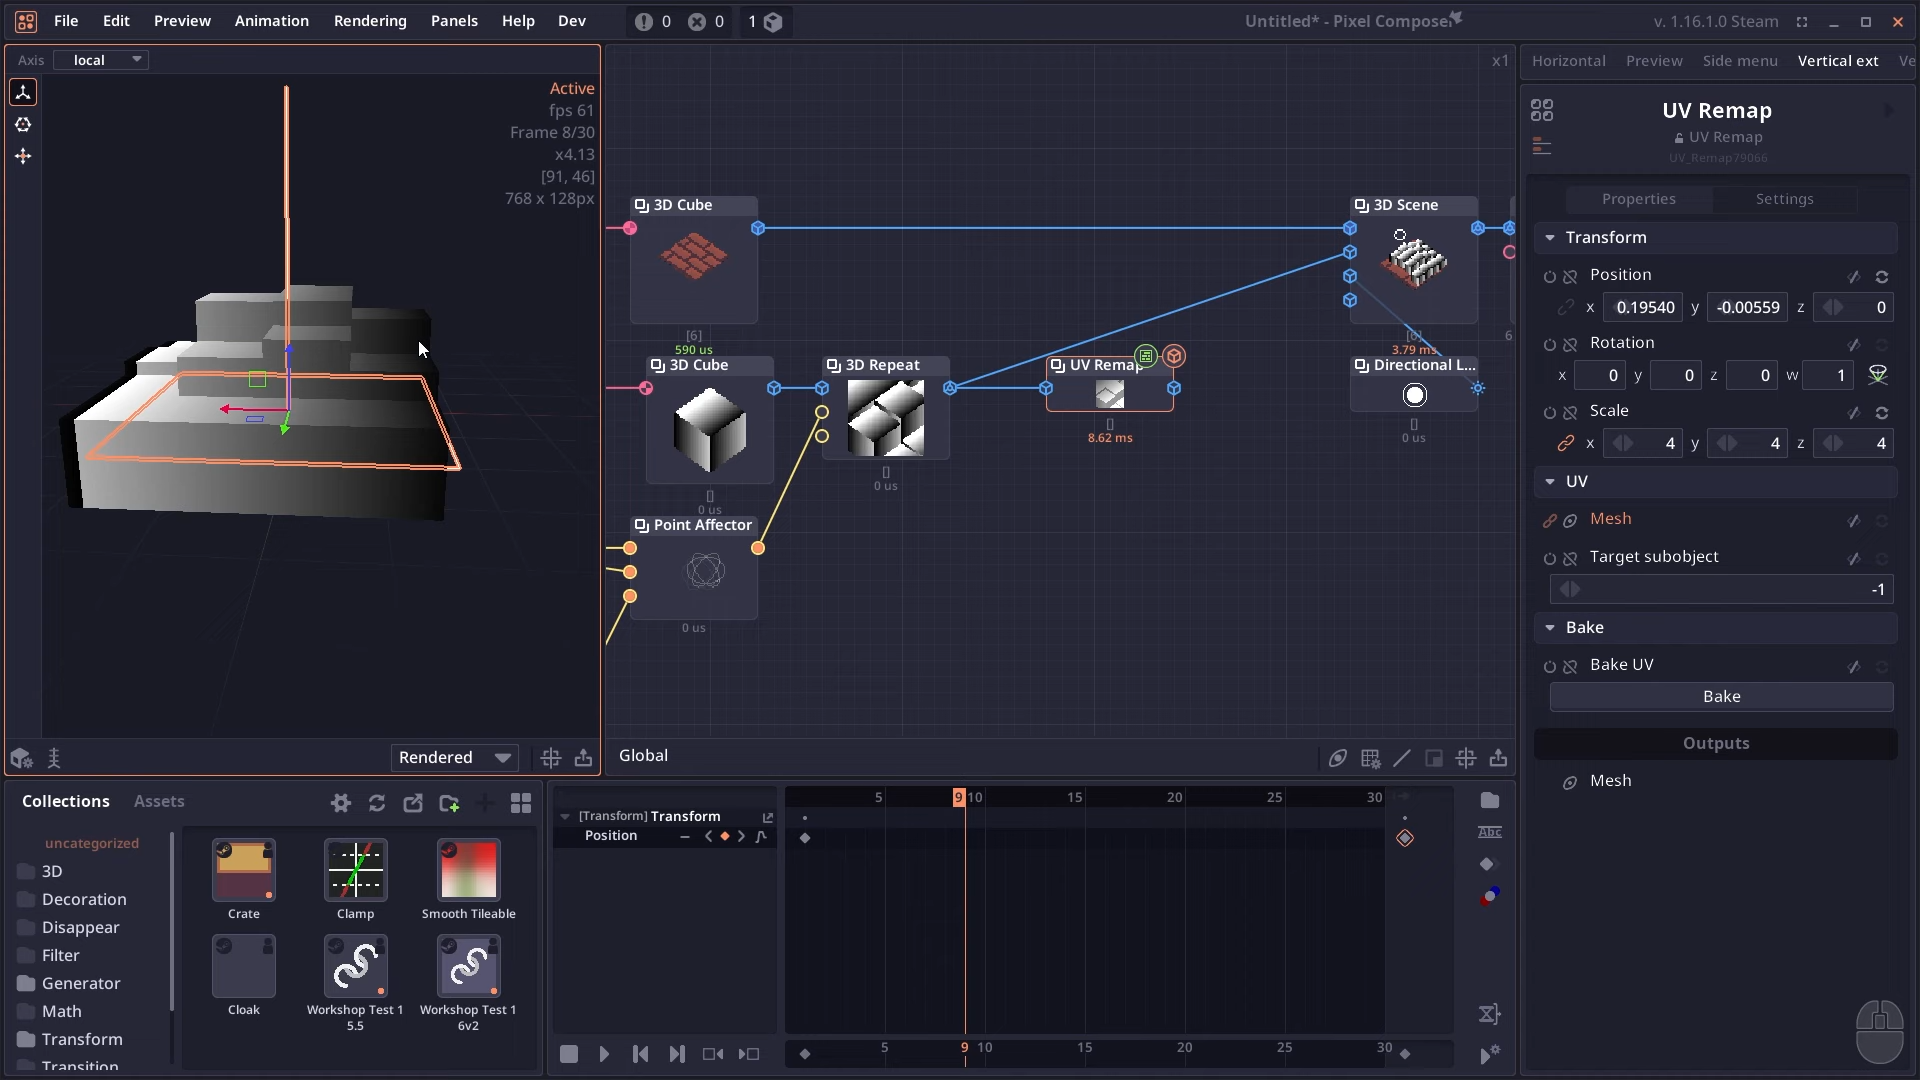 File Edit Preview Animation Rendering Panels Help Dev 0 0 1 Untitled* - Pixel Composer v. 1.16.1.0 Steam
Axis local
Active
fps 61
Frame 8/30
x4.13
[91, 46]
768 x 128px
Rendered
x1
3D Cube
[6]
590 us
3D Cube
[]
0 us
3D Repeat
[]
0 us
Point Affector
0 us
UV Remap
[]
8.62 ms
3D Scene
[6]
3.79 ms
Directional L...
[]
0 us
6
Global
Horizontal Preview Side menu Vertical ext Ve
UV Remap
UV Remap
UV_Remap79066
Properties Settings
Transform
Position
x 0.19540 y -0.00559 z 0
Rotation
x 0 y 0 z 0 w 1
Scale
x 4 y 4 z 4
UV
Mesh
Target subobject
-1
Bake
Bake UV
Bake
Outputs
Mesh
Collections Assets
uncategorized
3D
Decoration
Disappear
Filter
Generator
Math
Transform
Transition
Crate
Clamp
Smooth Tileable
Cloak
Workshop Test 1
5.5
Workshop Test 1
6v2
5 9 10 15 20 25 30
[Transform] Transform
Position
Abc
5 9 10 15 20 25 30